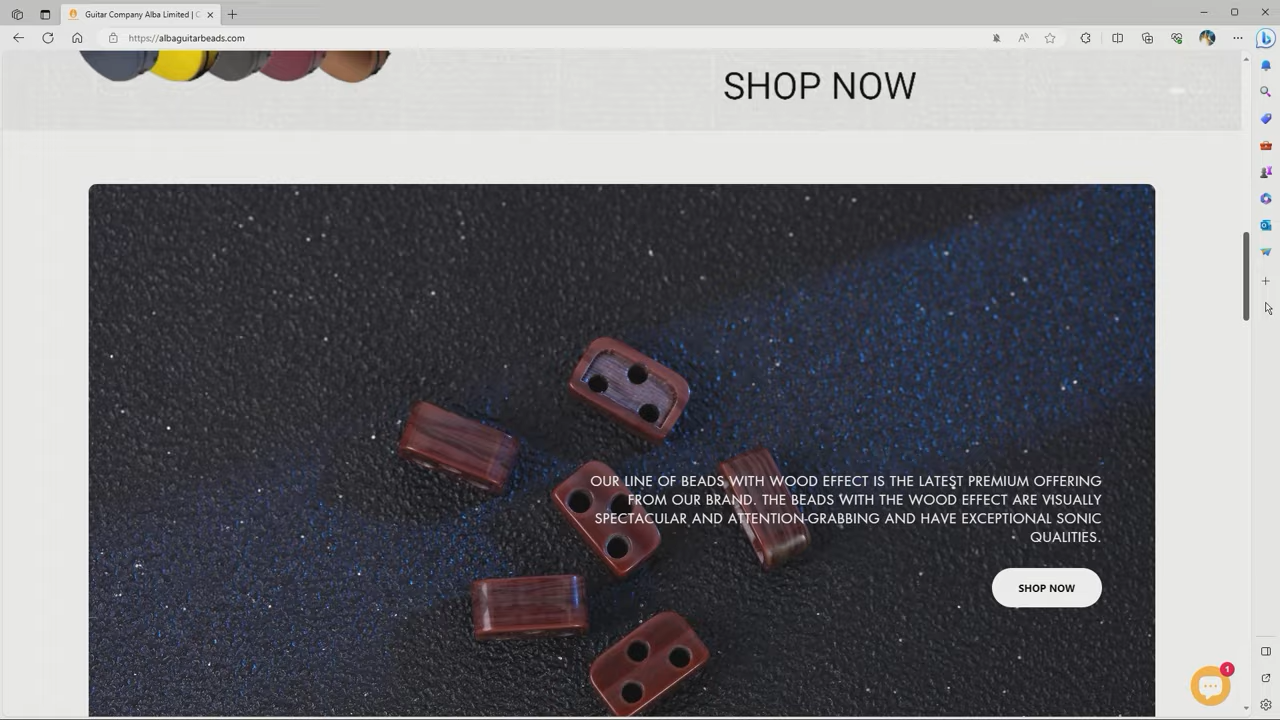 Guitar Company Alba Limited | C
https://albaguitarbeads.com
SHOP NOW
OUR LINE OF BEADS WITH WOOD EFFECT IS THE LATEST PREMIUM OFFERING
FROM OUR BRAND. THE BEADS WITH THE WOOD EFFECT ARE VISUALLY
SPECTACULAR AND ATTENTION-GRABBING AND HAVE EXCEPTIONAL SONIC
QUALITIES.
SHOP NOW
1